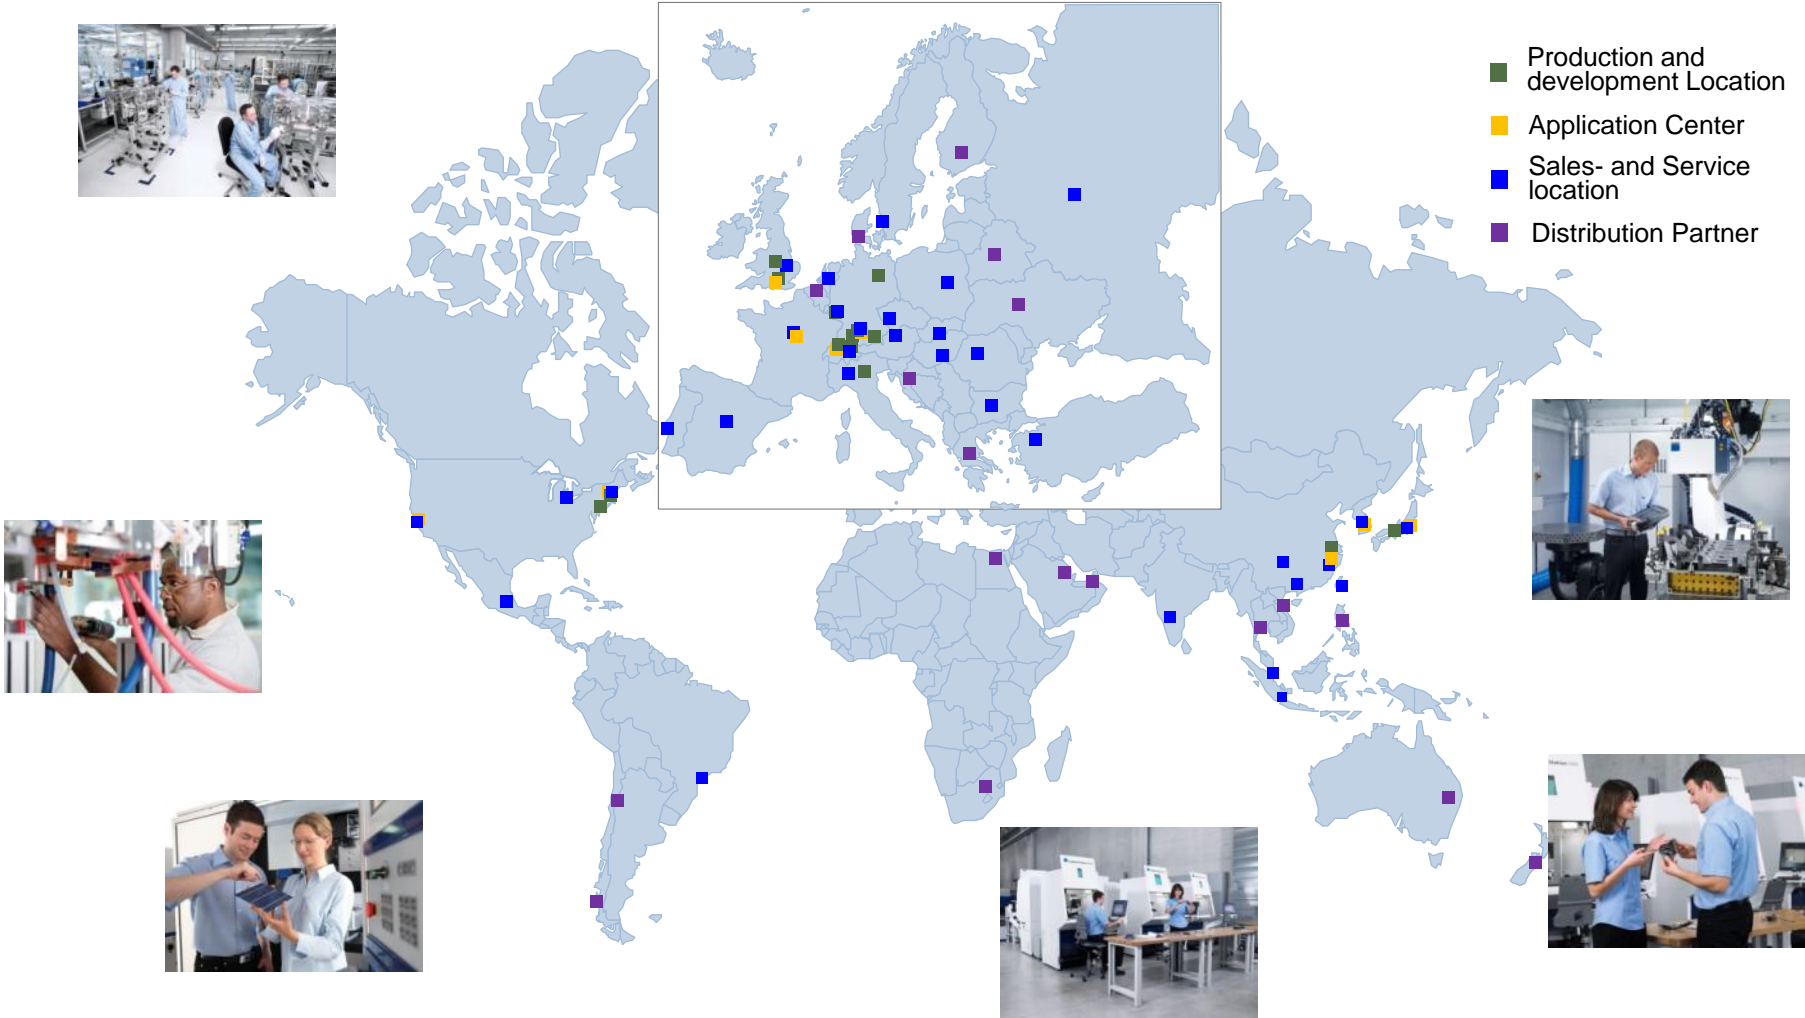 Production and
development Location
Application Center
Sales- and Service
location
Distribution Partner